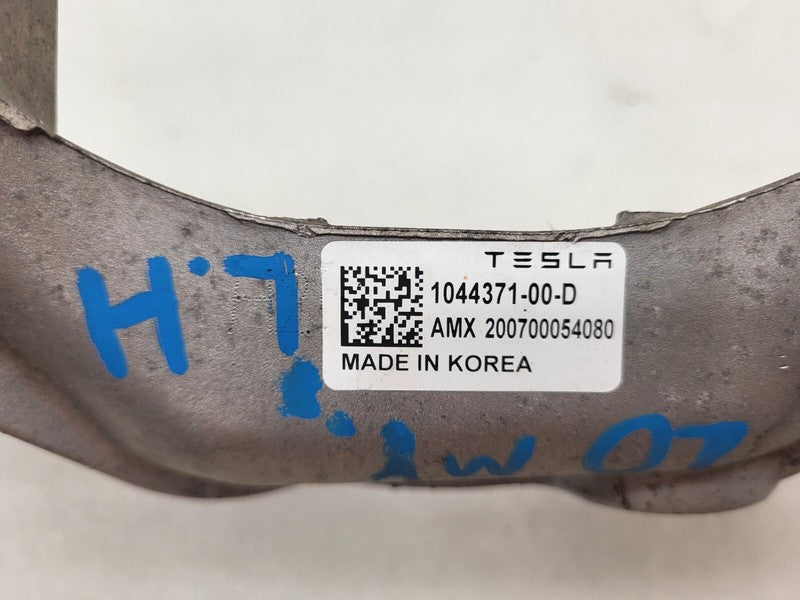 TESLA
1044371-00-D
AMX 200700054080
MADE IN KOREA
L.H